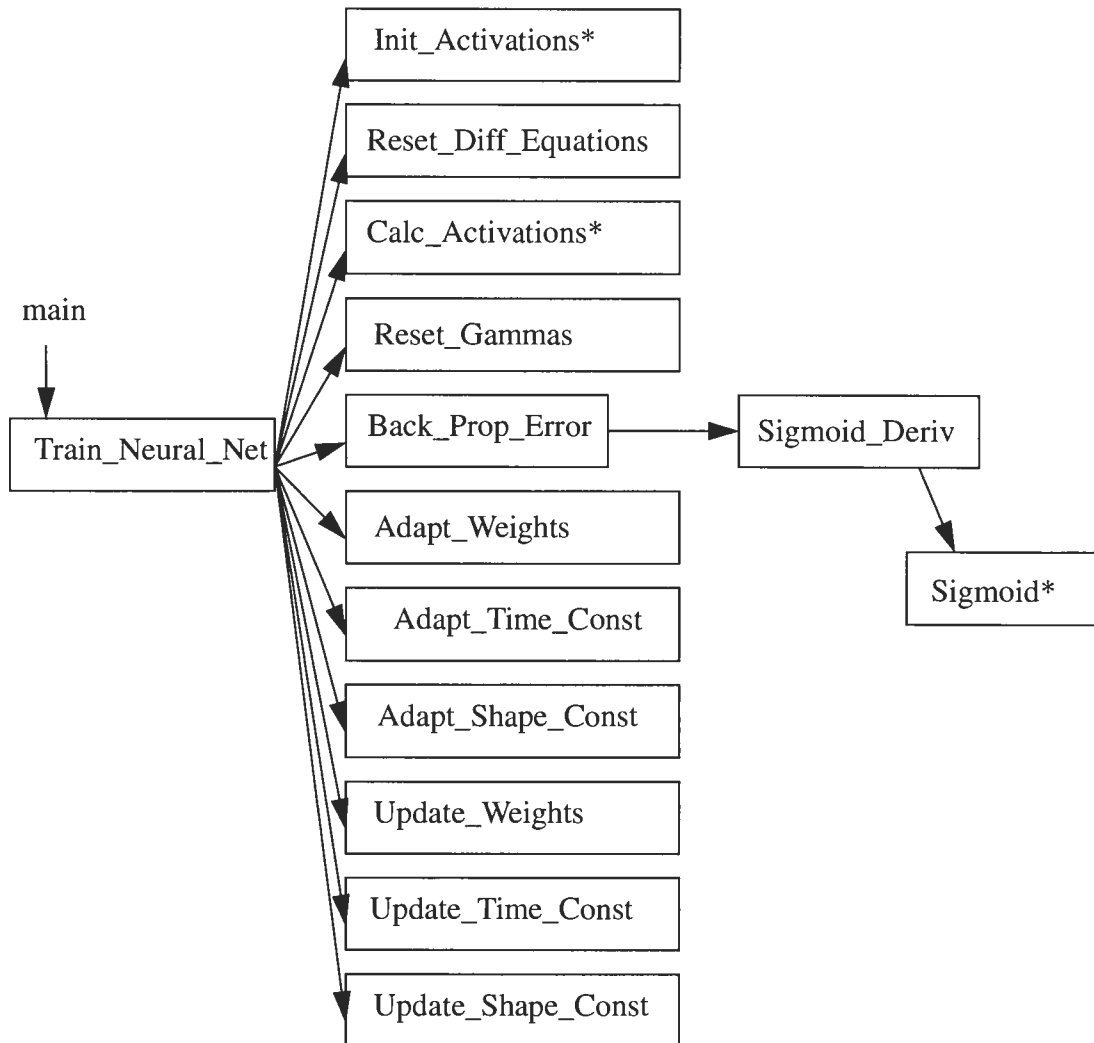 Init_Activations*
Reset_Diff_Equations
Calc_Activations*
main
Reset_Gammas
Train_Neural_Net
Back_Prop_Error
Sigmoid_Deriv
Adapt_Weights
Sigmoid*
Adapt_Time_Const
Adapt_Shape_Const
Update_Weights
Update_Time_Const
Update_Shape_Const